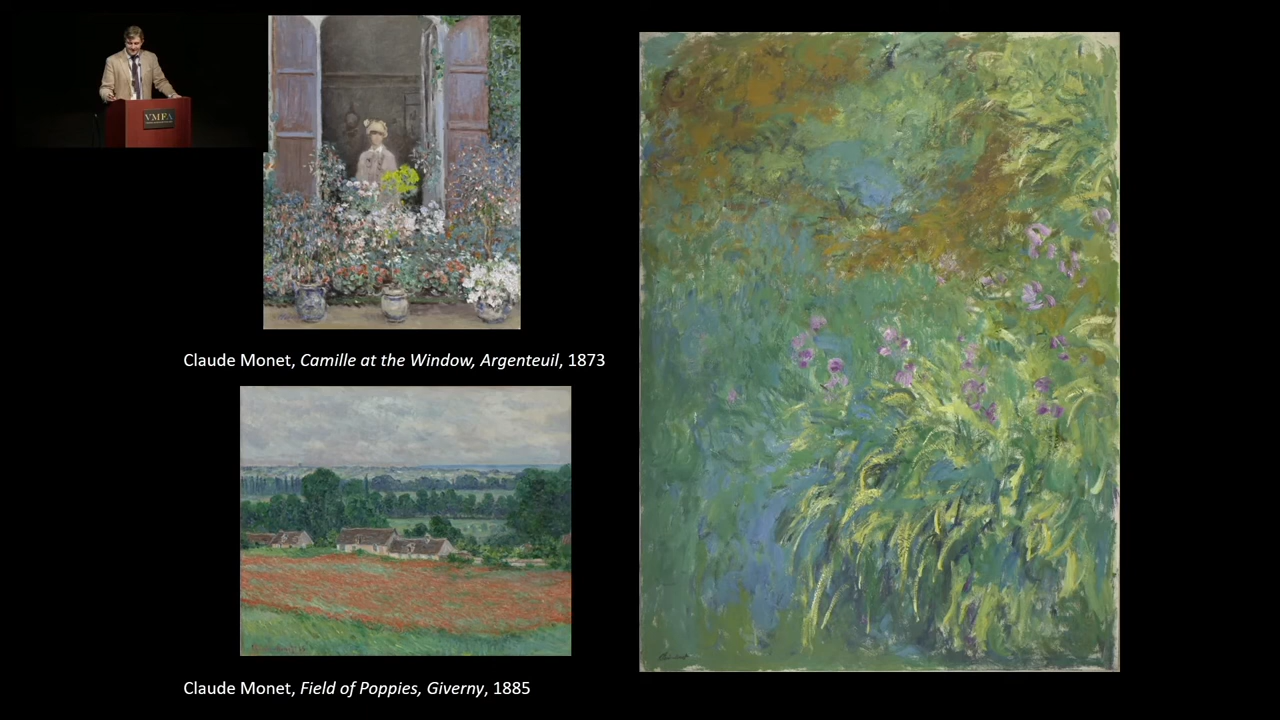 VMFA
Claude Monet, Camille at the Window, Argenteuil, 1873
Claude Monet, Field of Poppies, Giverny, 1885